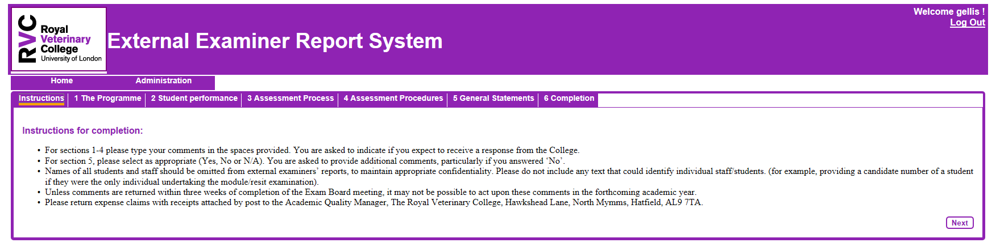 Welcome gellis !
Log Out
RVC
Royal
Veterinary
College
University of London
External Examiner Report System
Home Administration
Instructions 1 The Programme 2 Student performance 3 Assessment Process 4 Assessment Procedures 5 General Statements 6 Completion
Instructions for completion:
• For sections 1-4 please type your comments in the spaces provided. You are asked to indicate if you expect to receive a response from the College.
• For section 5, please select as appropriate (Yes, No or N/A). You are asked to provide additional comments, particularly if you answered ‘No’.
• Names of all students and staff should be omitted from external examiners’ reports, to maintain appropriate confidentiality. Please do not include any text that could identify individual staff/students. (for example, providing a candidate number of a student
if they were the only individual undertaking the module/resit examination).
• Unless comments are returned within three weeks of completion of the Exam Board meeting, it may not be possible to act upon these comments in the forthcoming academic year.
• Please return expense claims with receipts attached by post to the Academic Quality Manager, The Royal Veterinary College, Hawkshead Lane, North Mymms, Hatfield, AL9 7TA.
Next